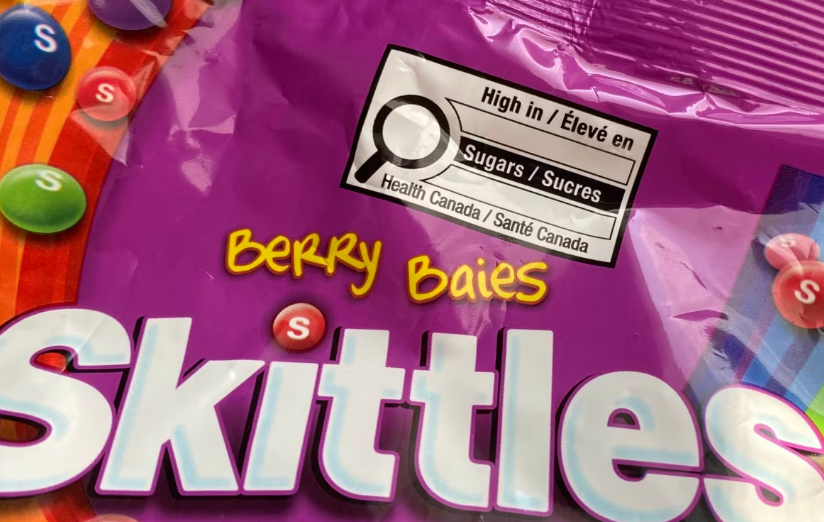 High in / Élevé en
Sugars / Sucres
Health Canada / Santé Canada
BeRRy Baies
Skittles
S
S
S
S
S
S